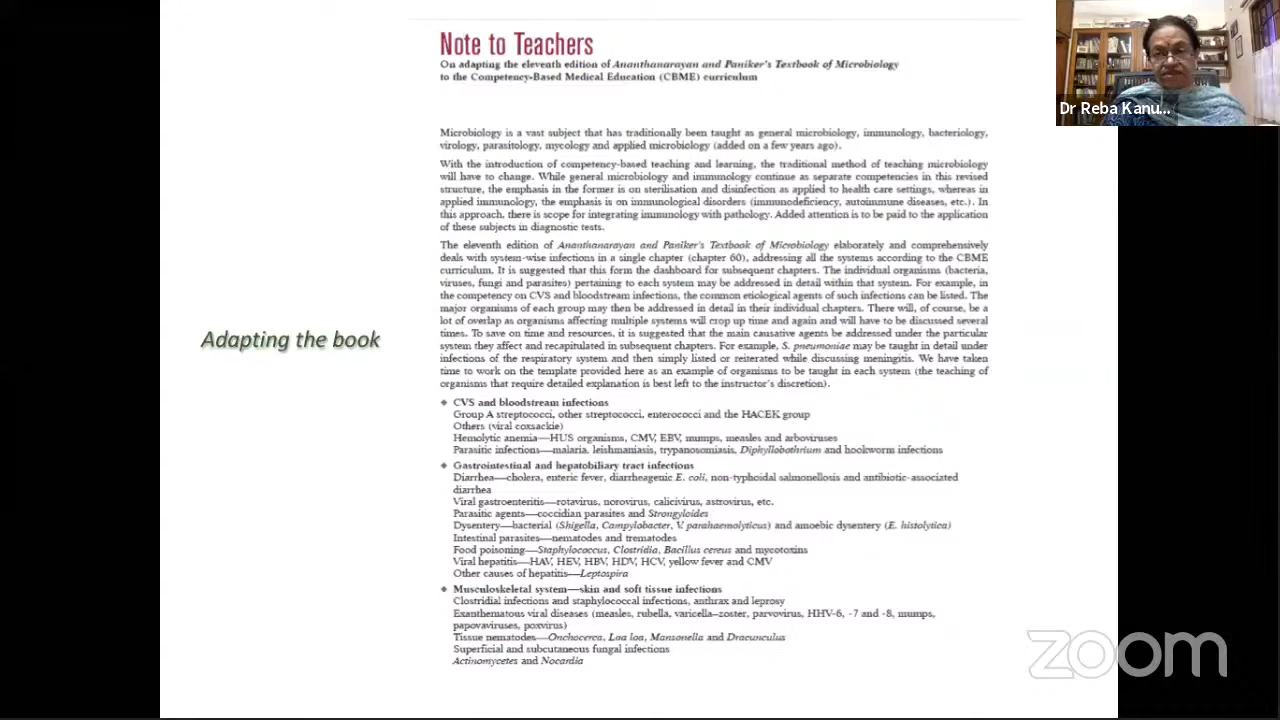 Note to Teachers
On adapting the eleventh edition of Ananthanarayan and Paniker's Textbook of Microbiology
to the Competency-Based Medical Education (CBME) curriculum
Microbiology is a vast subject that has traditionally been taught as general microbiology, immunology, bacteriology,
virology, parasitology, mycology and applied microbiology (added on a few years ago).
With the introduction of competency-based teaching and learning, the traditional method of teaching microbiology
will have to change. While general microbiology and immunology continue as separate competencies in this revised
structure, the emphasis in the former is on sterilisation and disinfection as applied to health care settings, whereas in
applied immunology, the emphasis is on immunological disorders (immunodeficiency, autoimmune diseases, etc.). In
this approach, there is scope for integrating immunology with pathology. Added attention is to be paid to the application
of these subjects in diagnostic tests.
The eleventh edition of Ananthanarayan and Paniker's Textbook of Microbiology elaborately and comprehensively
deals with system-wise infections in a single chapter (chapter 60), addressing all the systems according to the CBME
curriculum. It is suggested that this form the dashboard for subsequent chapters. The individual organisms (bacteria,
viruses, fungi and parasites) pertaining to each system may be addressed in detail within that system. For example, in
the competency on CVS and bloodstream infections, the common etiological agents of such infections can be listed. The
major organisms of each group may then be addressed in detail in their individual chapters. There will, of course, be a
lot of overlap as organisms affecting multiple systems will crop up time and again and will have to be discussed several
times. To save on time and resources, it is suggested that the main causative agents be addressed under the particular
system they affect and recapitulated in subsequent chapters. For example, S. pneumoniae may be taught in detail under
infections of the respiratory system and then simply listed or reiterated while discussing meningitis. We have taken
time to work on the template provided here as an example of organisms to be taught in each system (the teaching of
organisms that require detailed explanation is best left to the instructor's discretion).
❖ CVS and bloodstream infections
Group A streptococci, other streptococci, enterococci and the HACEK group
Others (viral coxsackie)
Hemolytic anemia—HUS organisms, CMV, EBV, mumps, measles and arboviruses
Parasitic infections—malaria, leishmaniasis, trypanosomiasis, Diphyllobothrium and hookworm infections
❖ Gastrointestinal and hepatobiliary tract infections
Diarrhea—cholera, enteric fever, diarrheagenic E. coli, non-typhoidal salmonellosis and antibiotic-associated
diarrhea
Viral gastroenteritis—rotavirus, norovirus, calicivirus, astrovirus, etc.
Parasitic agents—coccidian parasites and Strongyloides
Dysentery—bacterial (Shigella, Campylobacter, V. parahaemolyticus) and amoebic dysentery (E. histolytica)
Intestinal parasites—nematodes and trematodes
Food poisoning—Staphylococcus, Clostridia, Bacillus cereus and mycotoxins
Viral hepatitis—HAV, HEV, HBV, HDV, HCV, yellow fever and CMV
Other causes of hepatitis—Leptospira
❖ Musculoskeletal system—skin and soft tissue infections
Clostridial infections and staphylococcal infections, anthrax and leprosy
Exanthematous viral diseases (measles, rubella, varicella–zoster, parvovirus, HHV-6, -7 and -8, mumps,
papovaviruses, poxvirus)
Tissue nematodes—Onchocerca, Loa loa, Mansonella and Dracunculus
Superficial and subcutaneous fungal infections
Actinomycetes and Nocardia
Adapting the book
Dr Reba Kanu...
zoom